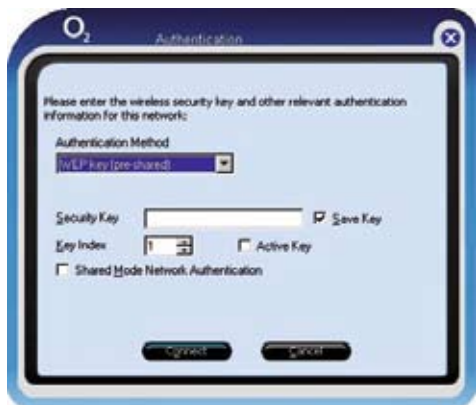 O2
Authentication
Please enter the wireless security key and other relevant authentication
information for this network:
Authentication Method
WEP key (pre-shared)
Security Key
Save Key
Key Index
1
Active Key
Shared Mode Network Authentication
Connect
Cancel